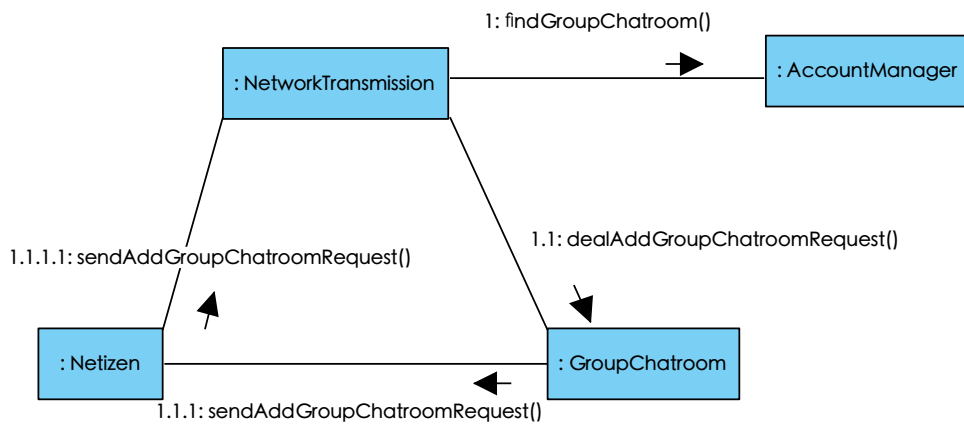 1: findGroupChatroom()
: NetworkTransmission
: AccountManager
1.1.1.1: sendAddGroupChatroomRequest()
1.1: dealAddGroupChatroomRequest()
: Netizen
: GroupChatroom
1.1.1: sendAddGroupChatroomRequest()